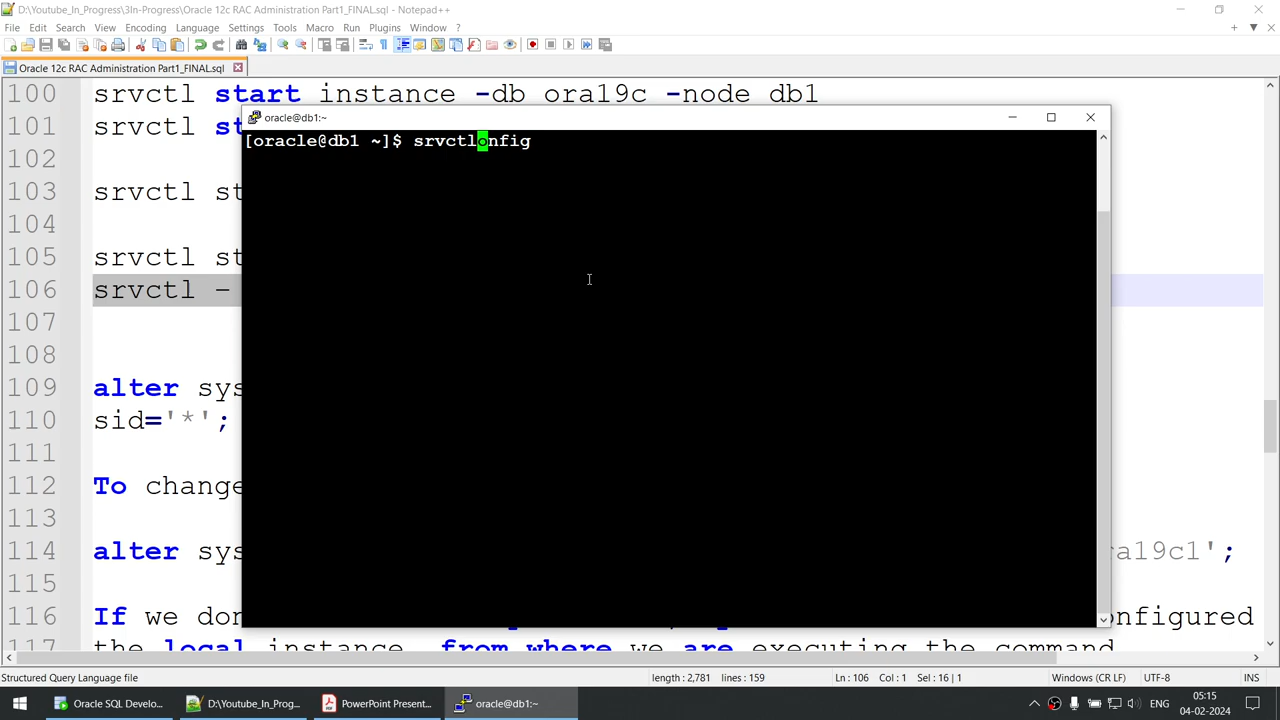 D:\Youtube_In_Progress\3In-Progress\Oracle 12c RAC Administration Part1_FINAL.sql - Notepad++
File Edit Search View Encoding Language Settings Tools Macro Run Plugins Window ?
Oracle 12c RAC Administration Part1_FINAL.sql
100 srvctl start instance -db ora19c -node db1
101 srvctl st
oracle@db1:~
[oracle@db1 ~]$ srvctlonfig
102
103 srvctl st
104
105 srvctl st
106 srvctl –
107
108
109 alter sys
110 sid='*';
111
112 To change
113
114 alter sys ra19c1';
115
116 If we don onfigured
117 the local instance from where we are executing the command
Structured Query Language file length : 2,781 lines : 159 Ln : 106 Col : 1 Sel : 16 | 1 Windows (CR LF) UTF-8 INS
Oracle SQL Develo... D:\Youtube_In_Prog... PowerPoint Present... oracle@db1:~ 05:15
04-02-2024